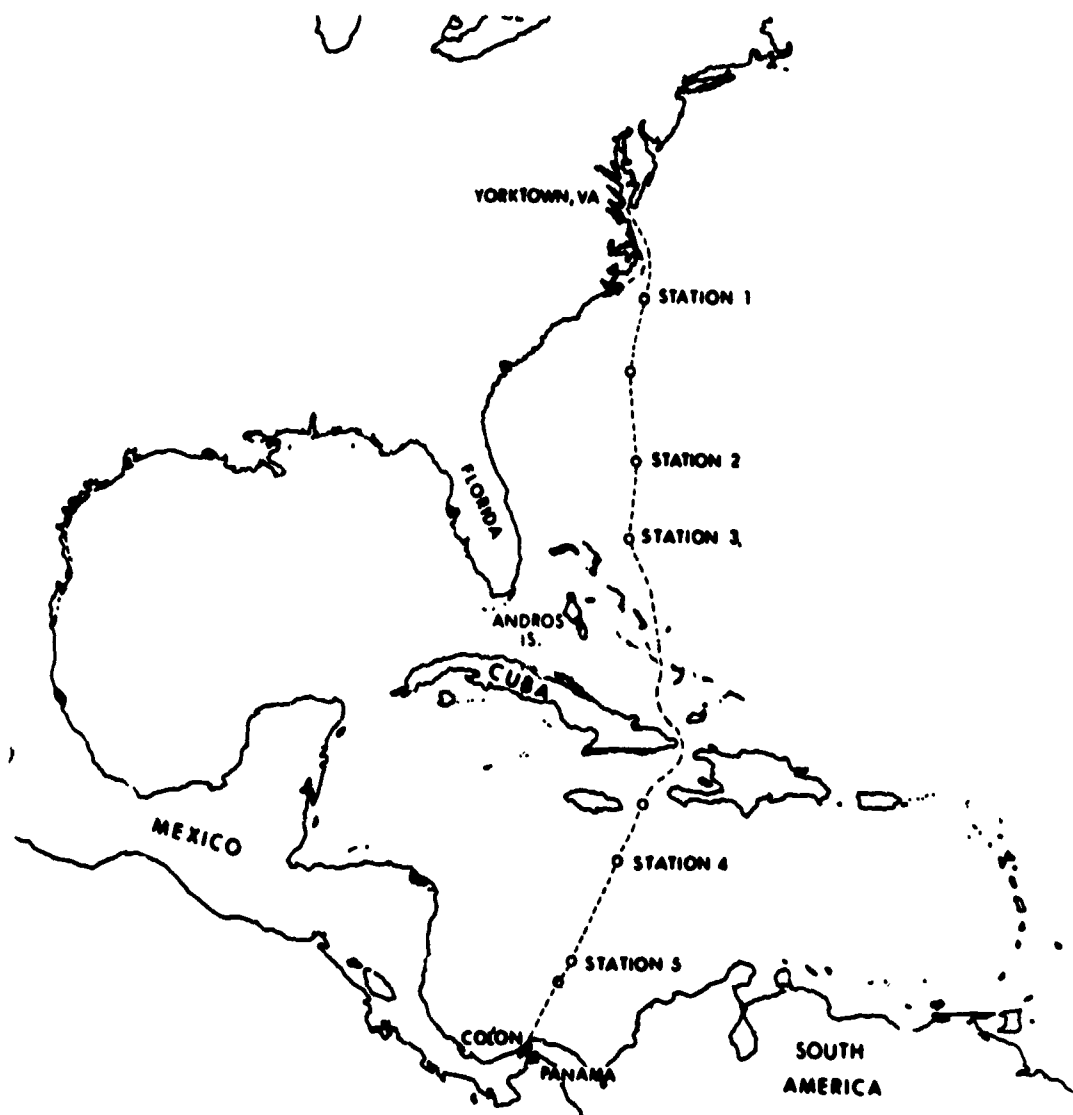 YORKTOWN, VA
STATION 1
STATION 2
FLORIDA
STATION 3
ANDROS
IS.
CUBA
MEXICO
STATION 4
STATION 5
COLON
PANAMA
SOUTH
AMERICA